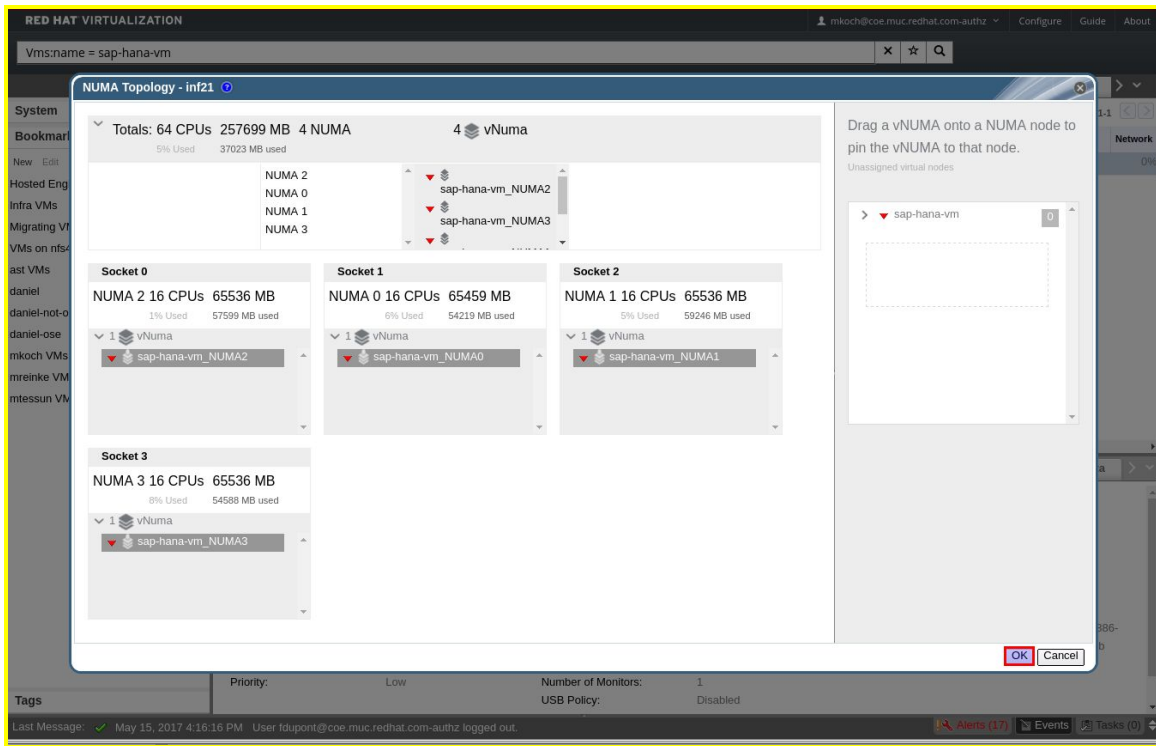 RED HAT VIRTUALIZATION
mkoch@coe.muc.redhat.com-authz
Configure Guide About
Vms:name = sap-hana-vm
NUMA Topology - inf21
System
Bookmar
New Edit
Hosted Eng
Infra VMs
Migrating VM
VMs on nfs4
ast VMs
daniel
daniel-not-o
daniel-ose
mkoch VMs
mreinke VM
mtessun VM
Tags
1-1
Network
0%
Totals: 64 CPUs 257699 MB 4 NUMA 4 vNuma
5% Used 37023 MB used
NUMA 2
NUMA 0
NUMA 1
NUMA 3
sap-hana-vm_NUMA2
sap-hana-vm_NUMA3
Socket 0
NUMA 2 16 CPUs 65536 MB
1% Used 57599 MB used
1 vNuma
sap-hana-vm_NUMA2
Socket 1
NUMA 0 16 CPUs 65459 MB
6% Used 54219 MB used
1 vNuma
sap-hana-vm_NUMA0
Socket 2
NUMA 1 16 CPUs 65536 MB
5% Used 59246 MB used
1 vNuma
sap-hana-vm_NUMA1
Socket 3
NUMA 3 16 CPUs 65536 MB
8% Used 54588 MB used
1 vNuma
sap-hana-vm_NUMA3
Drag a vNUMA onto a NUMA node to
pin the vNUMA to that node.
Unassigned virtual nodes
sap-hana-vm 0
OK Cancel
a
386-
b
Priority: Low Number of Monitors: 1
USB Policy: Disabled
Last Message: May 15, 2017 4:16:16 PM User fdupont@coe.muc.redhat.com-authz logged out.
Alerts (17) Events Tasks (0)